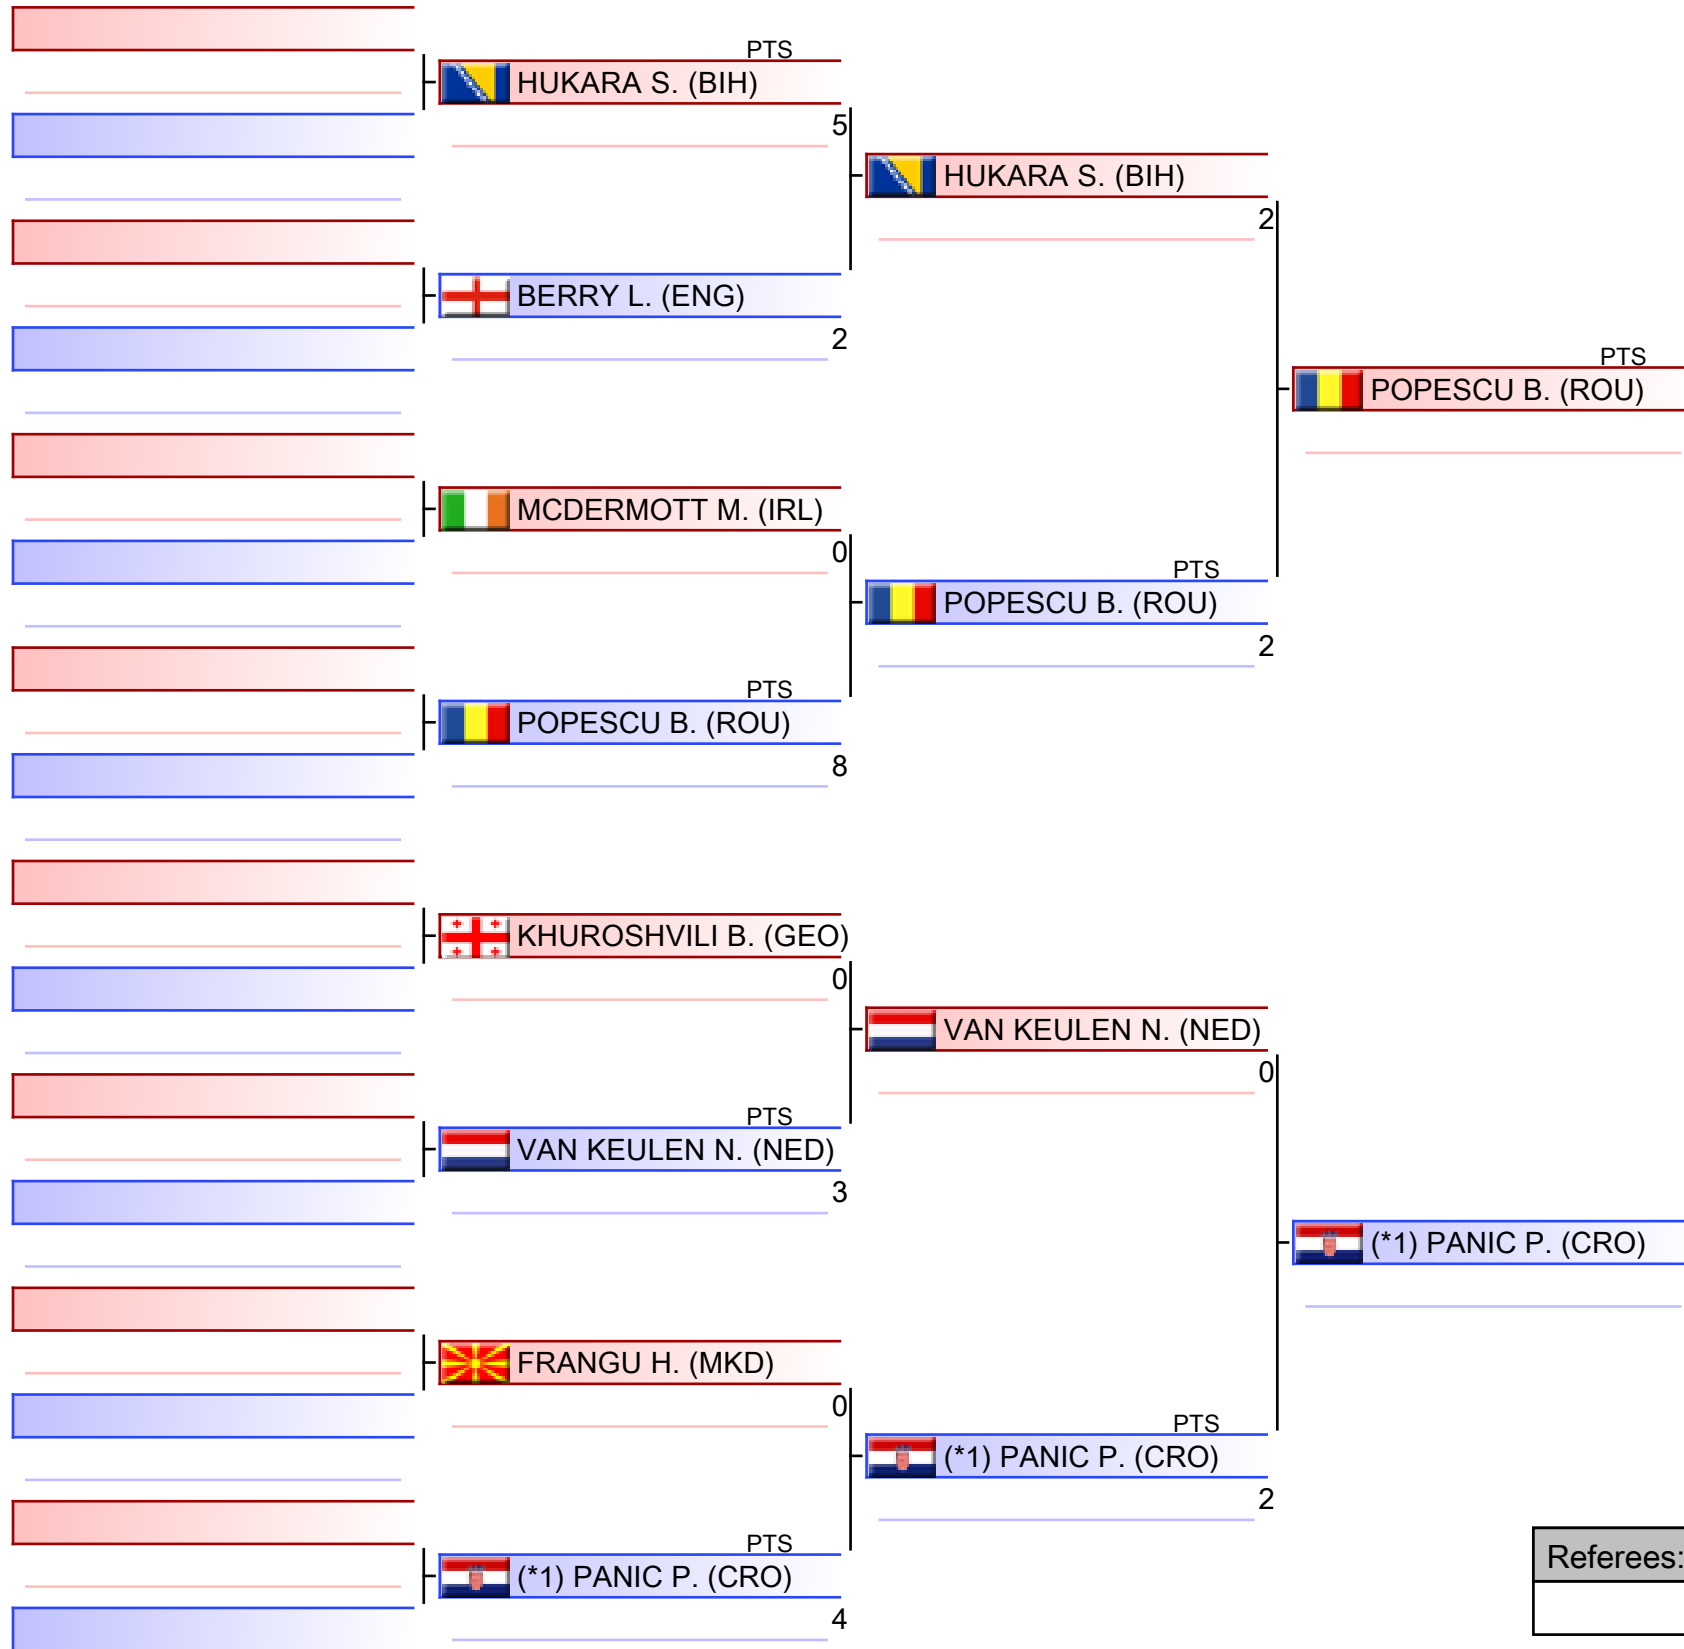 PTS
HUKARA S. (BIH)
5
HUKARA S. (BIH)
2
BERRY L. (ENG)
2
PTS
POPESCU B. (ROU)
MCDERMOTT M. (IRL)
0
PTS
POPESCU B. (ROU)
2
PTS
POPESCU B. (ROU)
8
KHUROSHVILI B. (GEO)
0
VAN KEULEN N. (NED)
0
PTS
VAN KEULEN N. (NED)
3
(*1) PANIC P. (CRO)
FRANGU H. (MKD)
0
PTS
(*1) PANIC P. (CRO)
2
PTS
(*1) PANIC P. (CRO)
4
Referees: